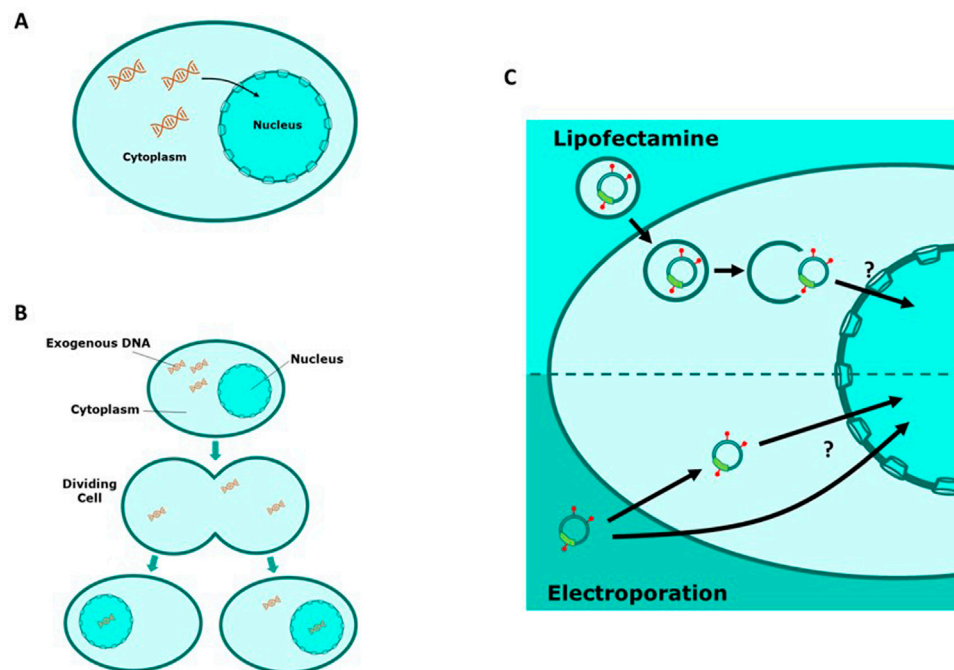 A
Nucleus
Cytoplasm
B
Exogenous DNA
Nucleus
Cytoplasm
Dividing
Cell
C
Lipofectamine
?
?
Electroporation